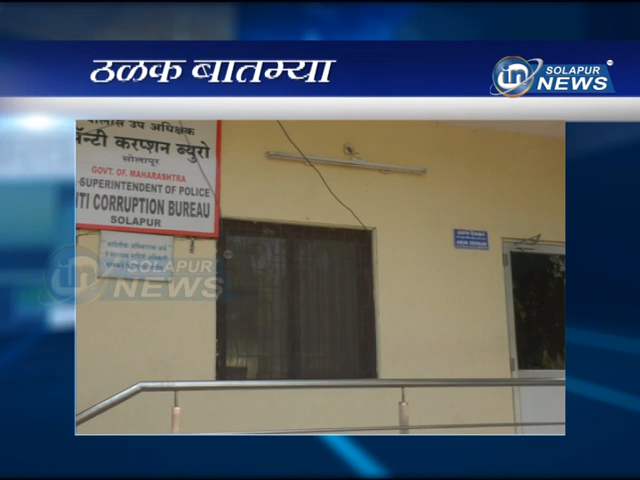 ठळक बातम्या
in SOLAPUR NEWS
पोलीस उप अधिक्षक
ॲन्टी करप्शन ब्युरो
सोलापूर
GOVT. OF. MAHARASHTRA
SUPERINTENDENT OF POLICE
NTI CORRUPTION BUREAU
SOLAPUR
in SOLAPUR NEWS